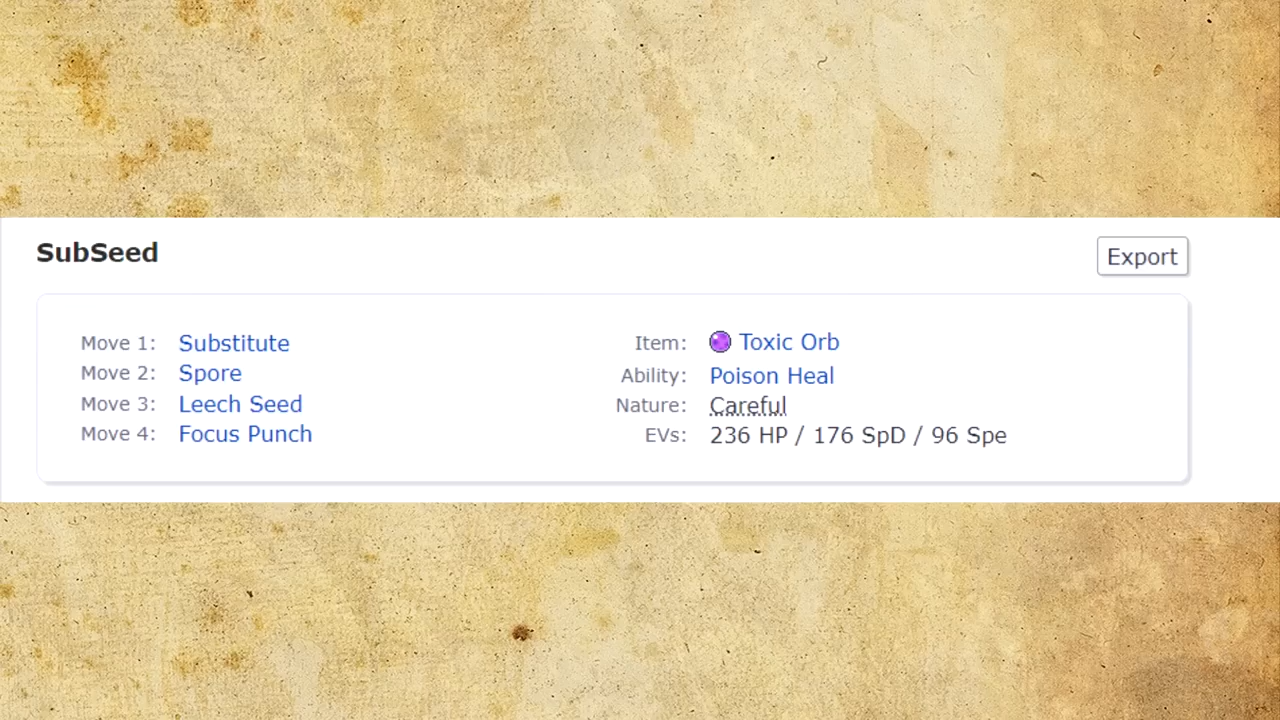 SubSeed
Export
Move 1: Substitute
Move 2: Spore
Move 3: Leech Seed
Move 4: Focus Punch
Item: Toxic Orb
Ability: Poison Heal
Nature: Careful
EVs: 236 HP / 176 SpD / 96 Spe